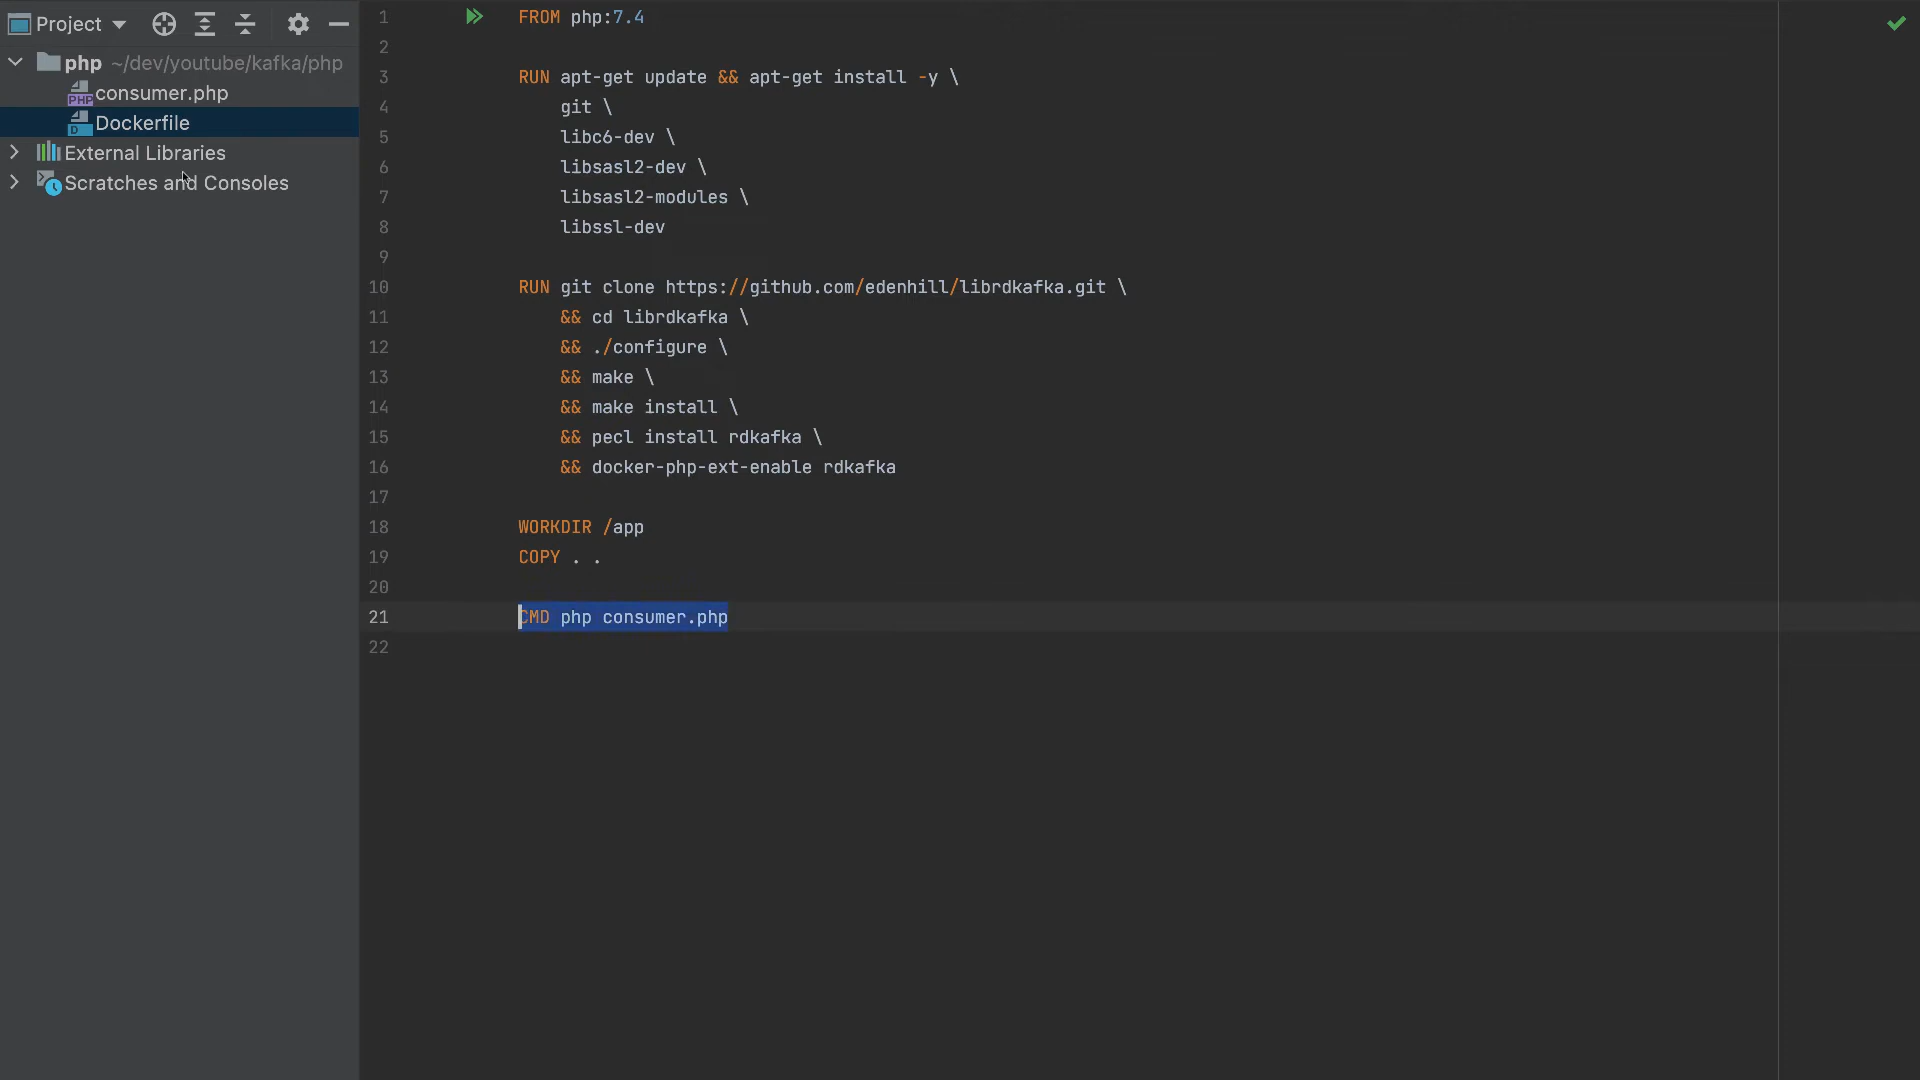 Project
php ~/dev/youtube/kafka/php
consumer.php
Dockerfile
External Libraries
Scratches and Consoles
1 FROM php:7.4
2
3 RUN apt-get update && apt-get install -y \
4 git \
5 libc6-dev \
6 libsasl2-dev \
7 libsasl2-modules \
8 libssl-dev
9
10 RUN git clone https://github.com/edenhill/librdkafka.git \
11 && cd librdkafka \
12 && ./configure \
13 && make \
14 && make install \
15 && pecl install rdkafka \
16 && docker-php-ext-enable rdkafka
17
18 WORKDIR /app
19 COPY . .
20
21 CMD php consumer.php
22